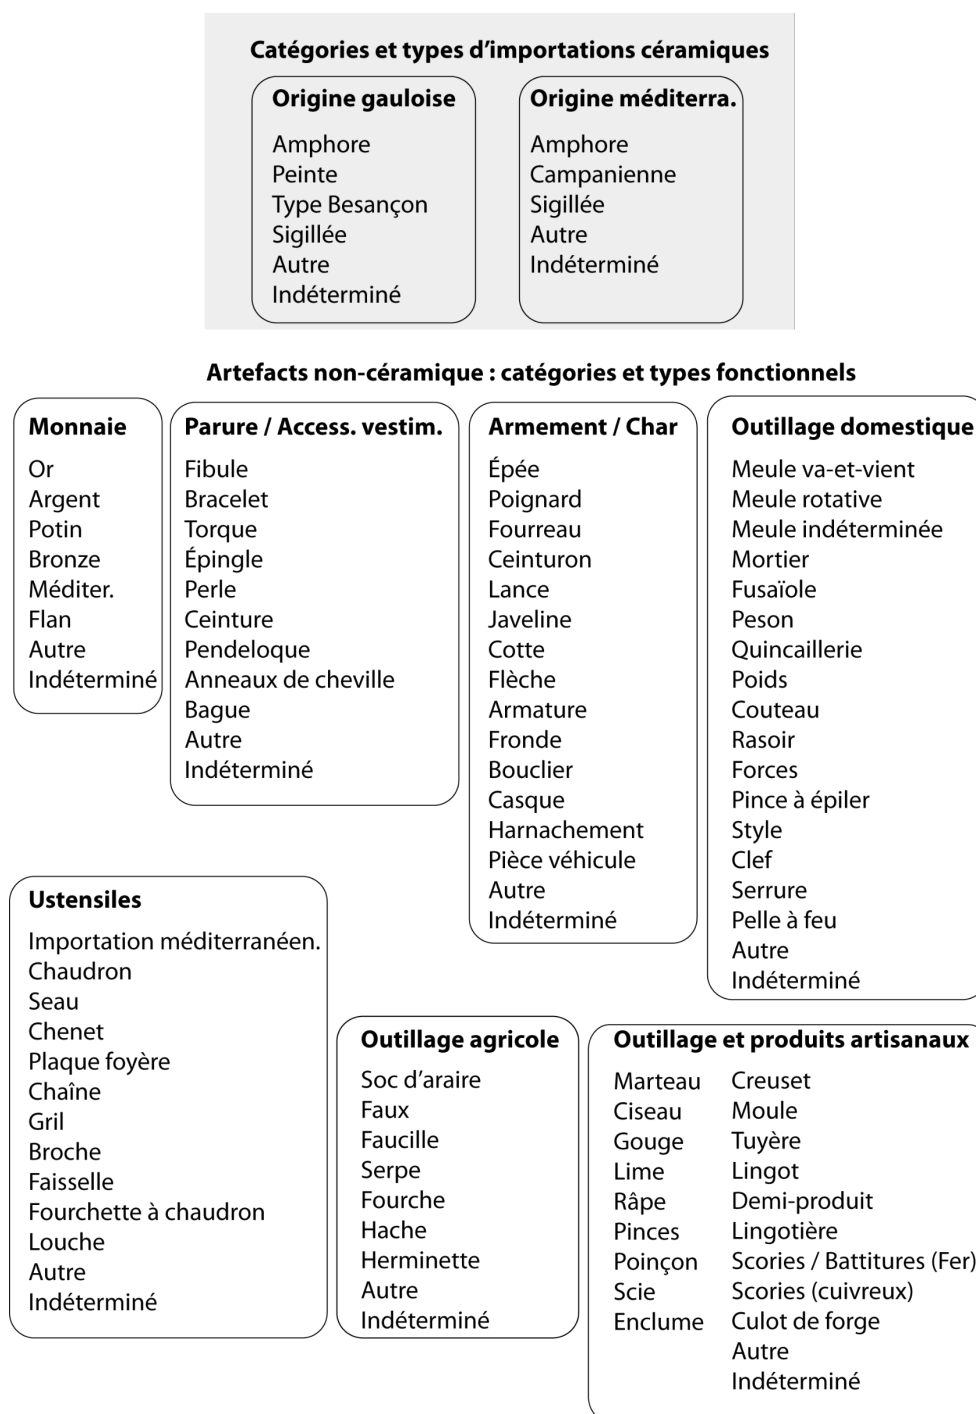 Catégories et types d’importations céramiques
Origine gauloise
Amphore
Peinte
Type Besançon
Sigillée
Autre
Indéterminé
Origine méditerra.
Amphore
Campanienne
Sigillée
Autre
Indéterminé
Artefacts non-céramique : catégories et types fonctionnels
Monnaie
Or
Argent
Potin
Bronze
Méditer.
Flan
Autre
Indéterminé
Parure / Access. vestim.
Fibule
Bracelet
Torque
Épingle
Perle
Ceinture
Pendeloque
Anneaux de cheville
Bague
Autre
Indéterminé
Armement / Char
Épée
Poignard
Fourreau
Ceinturon
Lance
Javeline
Cotte
Flèche
Armature
Fronde
Bouclier
Casque
Harnachement
Pièce véhicule
Autre
Indéterminé
Outillage domestique
Meule va-et-vient
Meule rotative
Meule indéterminée
Mortier
Fusaïole
Peson
Quincaillerie
Poids
Couteau
Rasoir
Forces
Pince à épiler
Style
Clef
Serrure
Pelle à feu
Autre
Indéterminé
Ustensiles
Importation méditerranéen.
Chaudron
Seau
Chenet
Plaque foyère
Chaîne
Gril
Broche
Faisselle
Fourchette à chaudron
Louche
Autre
Indéterminé
Outillage agricole
Soc d’araire
Faux
Faucille
Serpe
Fourche
Hache
Herminette
Autre
Indéterminé
Outillage et produits artisanaux
Marteau
Ciseau
Gouge
Lime
Râpe
Pinces
Poinçon
Scie
Enclume
Creuset
Moule
Tuyère
Lingot
Demi-produit
Lingotière
Scories / Battitures (Fer)
Scories (cuivreux)
Culot de forge
Autre
Indéterminé